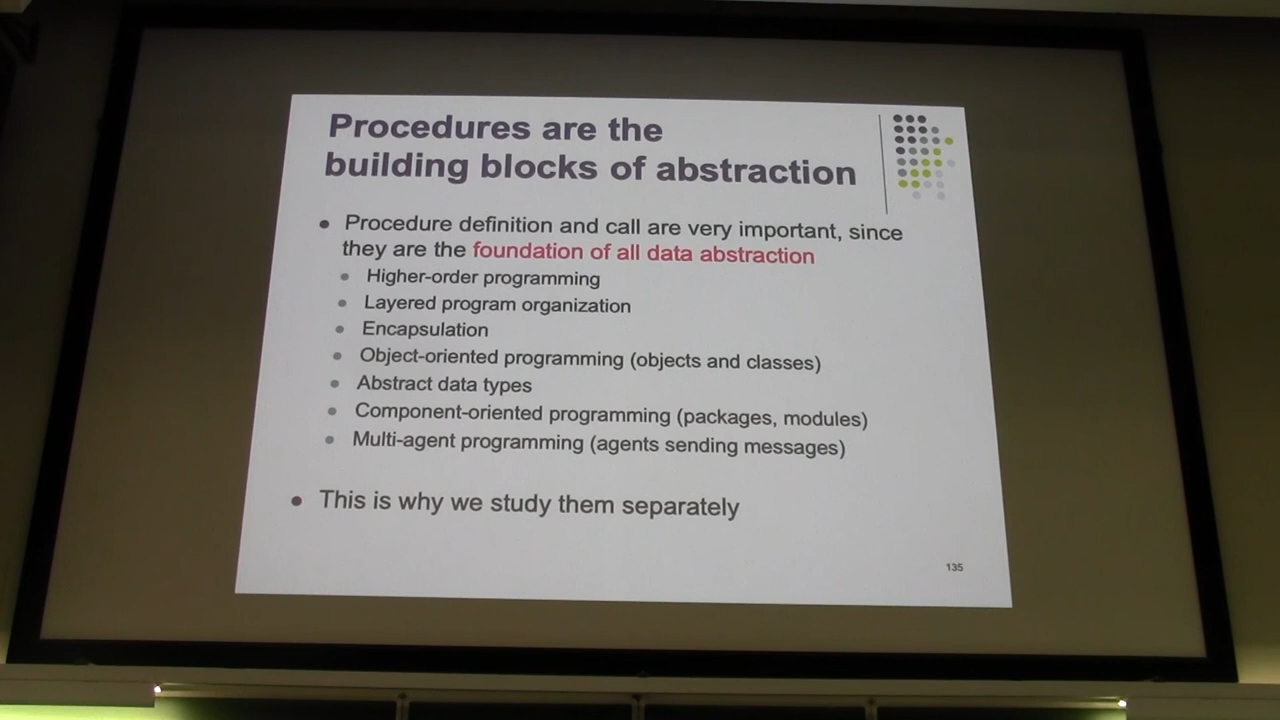 Procedures are the
building blocks of abstraction
• Procedure definition and call are very important, since
they are the foundation of all data abstraction
• Higher-order programming
• Layered program organization
• Encapsulation
• Object-oriented programming (objects and classes)
• Abstract data types
• Component-oriented programming (packages, modules)
• Multi-agent programming (agents sending messages)
• This is why we study them separately
135